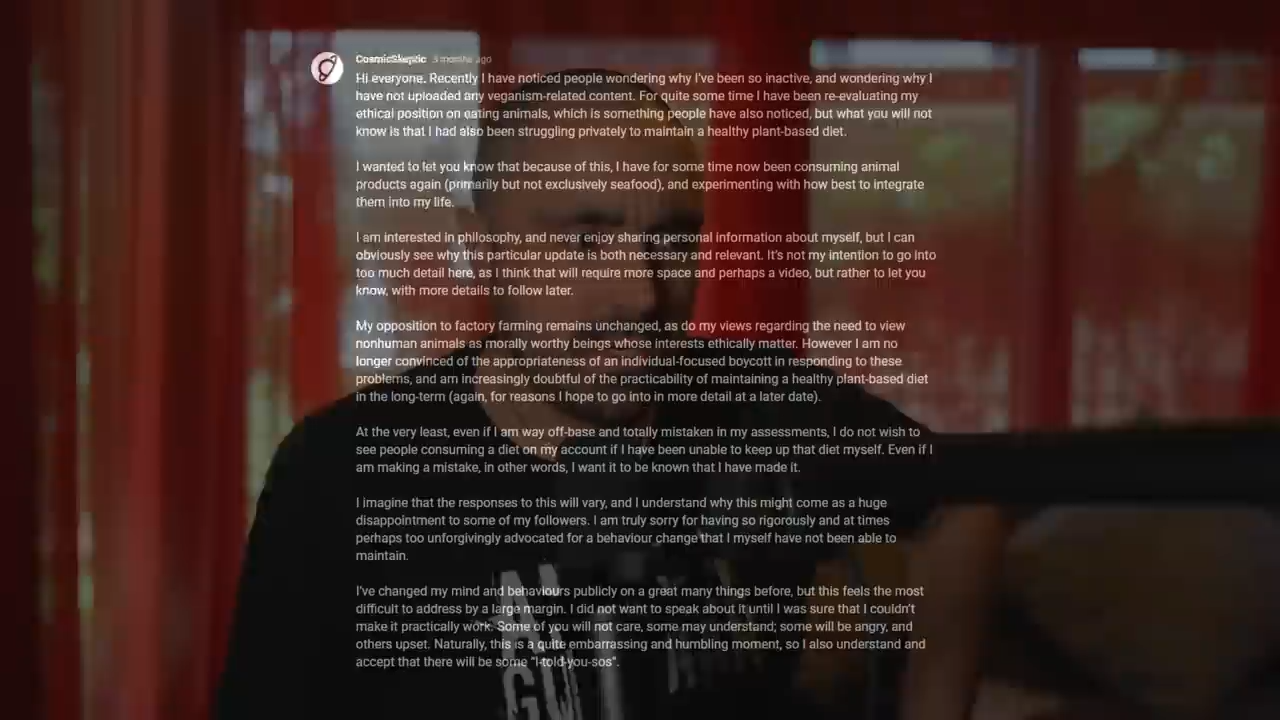 CosmicSkeptic 3 months ago
Hi everyone. Recently I have noticed people wondering why I've been so inactive, and wondering why I
have not uploaded any veganism-related content. For quite some time I have been re-evaluating my
ethical position on eating animals, which is something people have also noticed, but what you will not
know is that I had also been struggling privately to maintain a healthy plant-based diet.
I wanted to let you know that because of this, I have for some time now been consuming animal
products again (primarily but not exclusively seafood), and experimenting with how best to integrate
them into my life.
I am interested in philosophy, and never enjoy sharing personal information about myself, but I can
obviously see why this particular update is both necessary and relevant. It's not my intention to go into
too much detail here, as I think that will require more space and perhaps a video, but rather to let you
know, with more details to follow later.
My opposition to factory farming remains unchanged, as do my views regarding the need to view
nonhuman animals as morally worthy beings whose interests ethically matter. However I am no
longer convinced of the appropriateness of an individual-focused boycott in responding to these
problems, and am increasingly doubtful of the practicability of maintaining a healthy plant-based diet
in the long-term (again, for reasons I hope to go into in more detail at a later date).
At the very least, even if I am way off-base and totally mistaken in my assessments, I do not wish to
see people consuming a diet on my account if I have been unable to keep up that diet myself. Even if I
am making a mistake, in other words, I want it to be known that I have made it.
I imagine that the responses to this will vary, and I understand why this might come as a huge
disappointment to some of my followers. I am truly sorry for having so rigorously and at times
perhaps too unforgivingly advocated for a behaviour change that I myself have not been able to
maintain.
I've changed my mind and behaviours publicly on a great many things before, but this feels the most
difficult to address by a large margin. I did not want to speak about it until I was sure that I couldn't
make it practically work. Some of you will not care, some may understand; some will be angry, and
others upset. Naturally, this is a quite embarrassing and humbling moment, so I also understand and
accept that there will be some "I-told-you-sos".